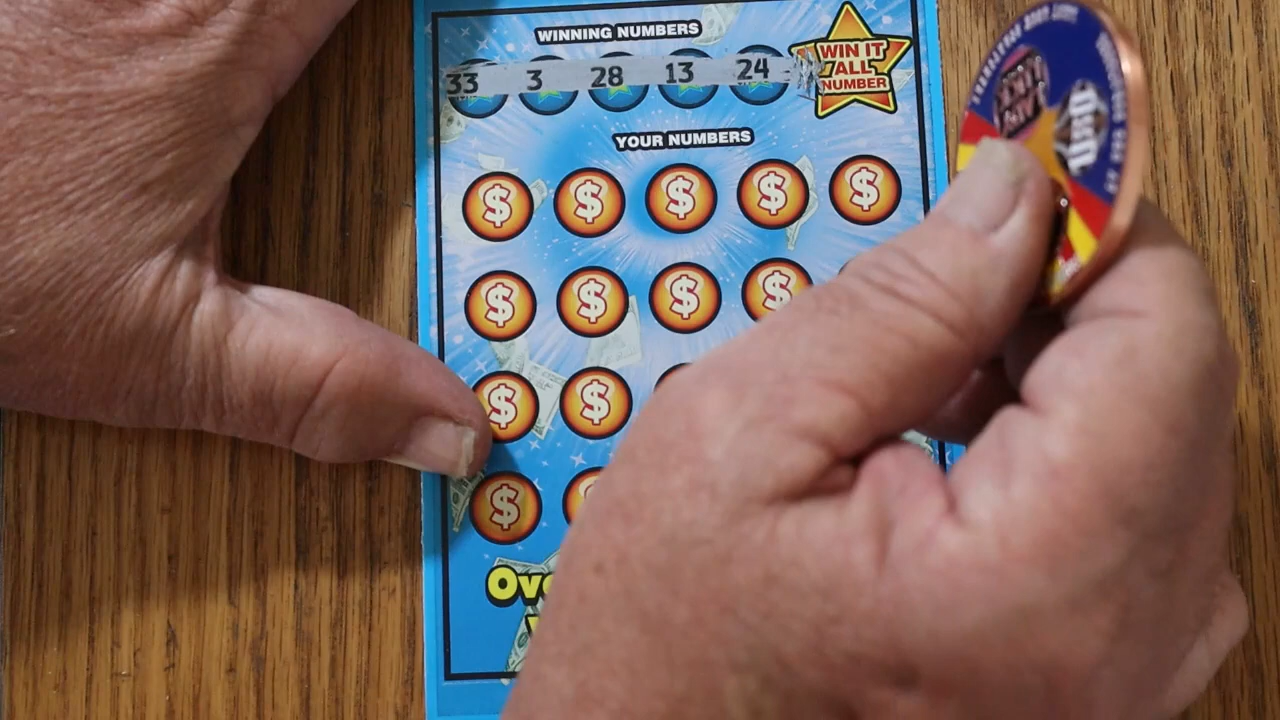 WINNING NUMBERS
33 3 28 13 24
WIN IT
ALL
NUMBER
YOUR NUMBERS
$ $ $ $ $
$ $ $ $
$ $
$